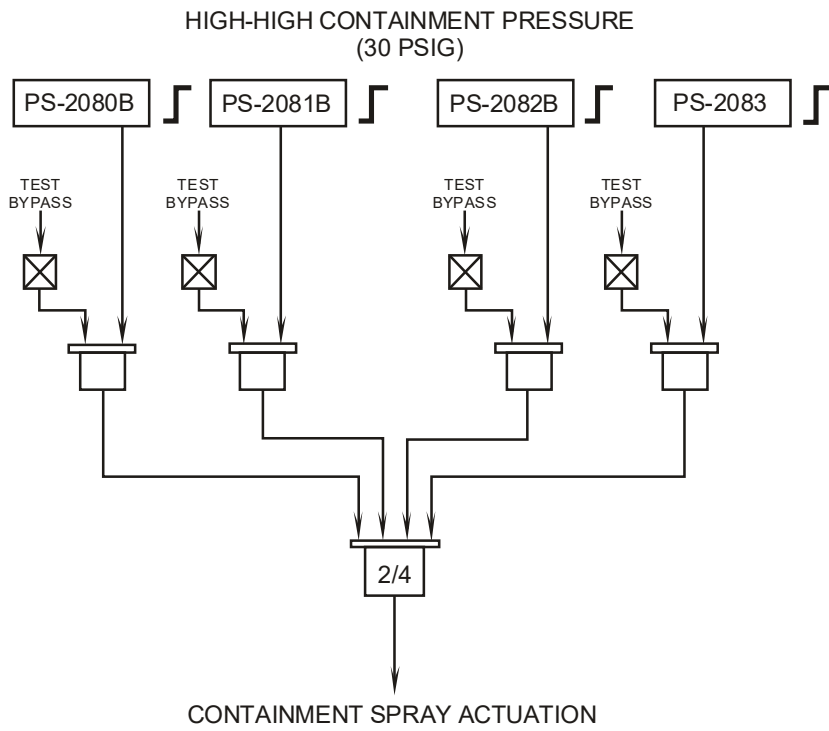 HIGH-HIGH CONTAINMENT PRESSURE
(30 PSIG)
PS-2080B
PS-2081B
PS-2082B
PS-2083
TEST
BYPASS
TEST
BYPASS
TEST
BYPASS
TEST
BYPASS
2/4
CONTAINMENT SPRAY ACTUATION